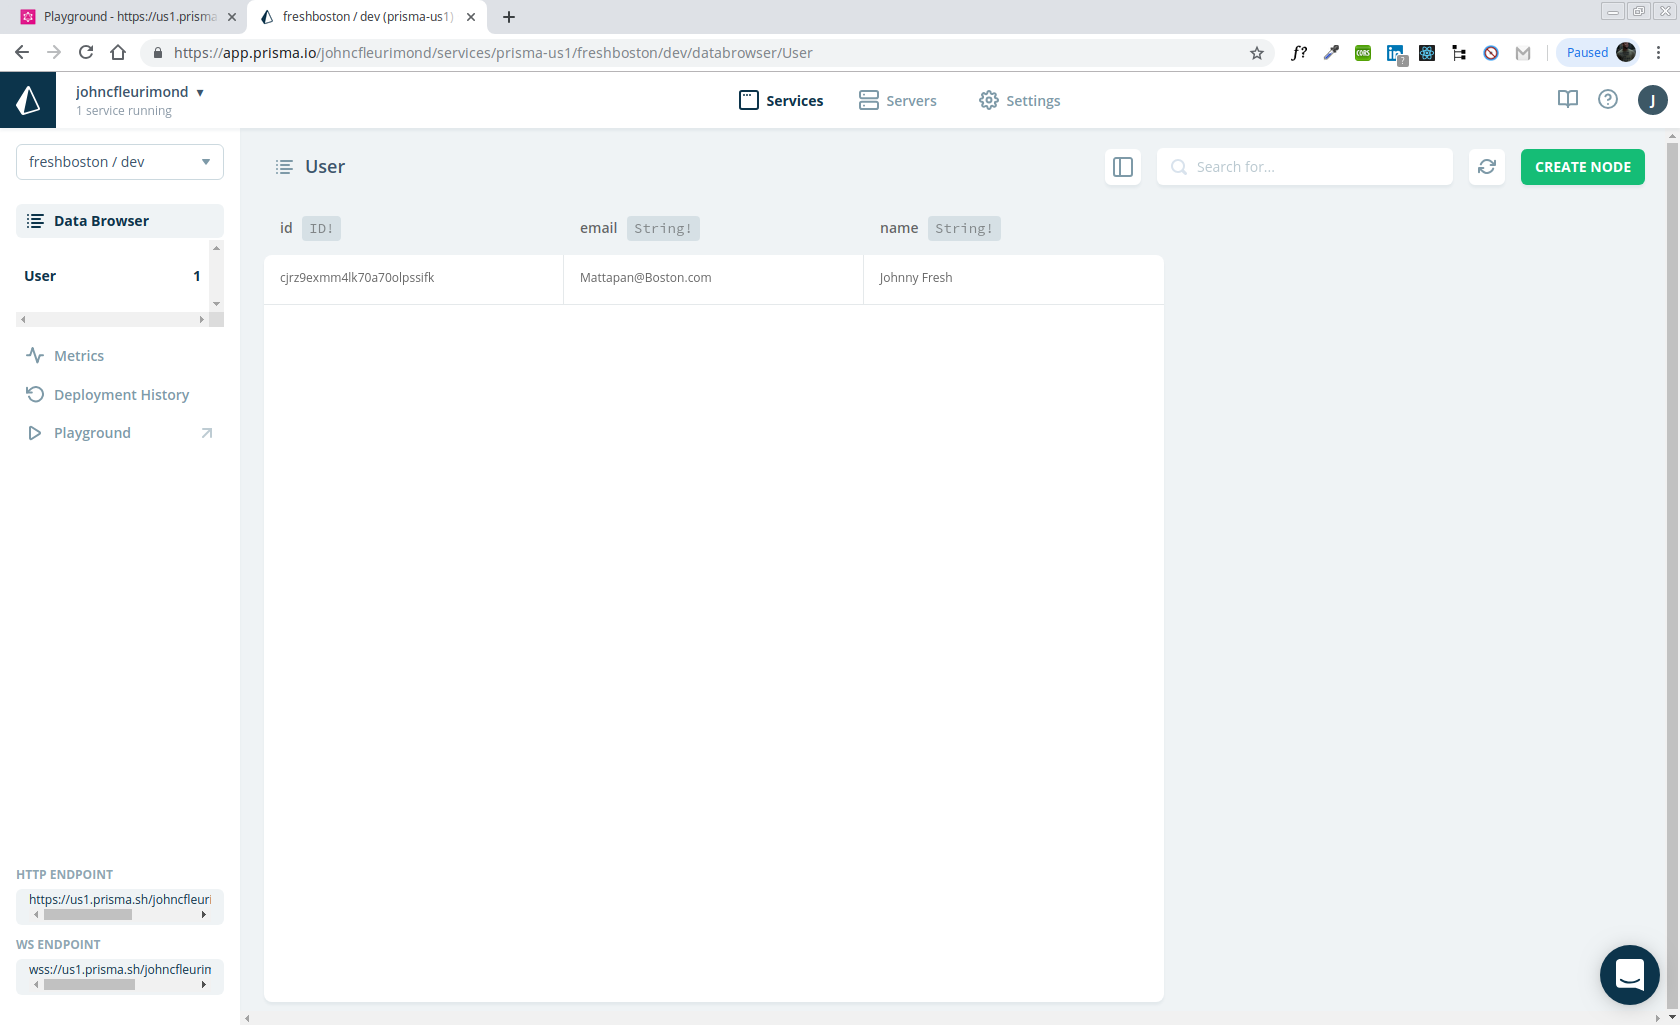 Playground - https://us1.prisma
freshboston / dev (prisma-us1)
https://app.prisma.io/johncfleurimond/services/prisma-us1/freshboston/dev/databrowser/User
f?
CORS
in
?
Paused
johncfleurimond
1 service running
Services
Servers
Settings
J
freshboston / dev
User
Search for...
CREATE NODE
Data Browser
id ID!
email String!
name String!
User 1
cjrz9exmm4lk70a70olpssifk
Mattapan@Boston.com
Johnny Fresh
Metrics
Deployment History
Playground
HTTP ENDPOINT
https://us1.prisma.sh/johncfleuri
WS ENDPOINT
wss://us1.prisma.sh/johncfleurim